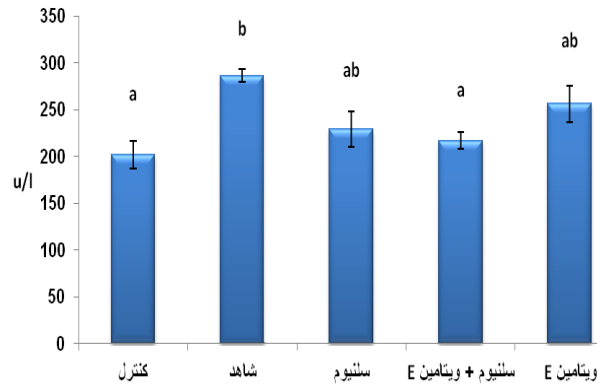 350
b
300
ab
ab
a
a
250
200
u/l
150
100
50
0
کنترل
شاهد
سلنیوم
سلنیوم + ویتامین E
ویتامین E